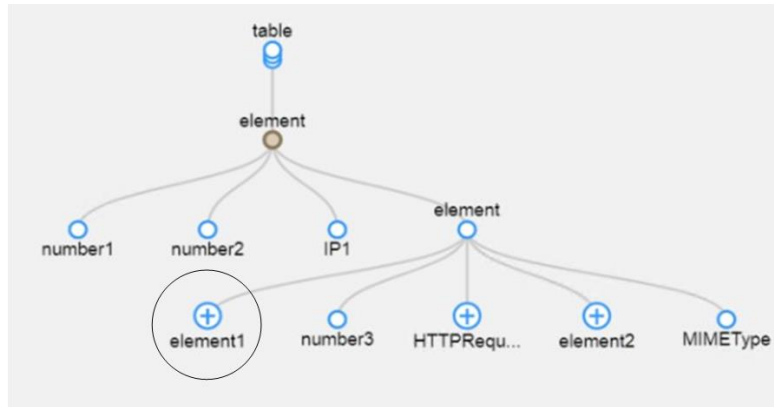 table
element
element
number1 number2 IP1
element1 number3 HTTPRequ... element2 MIMEType